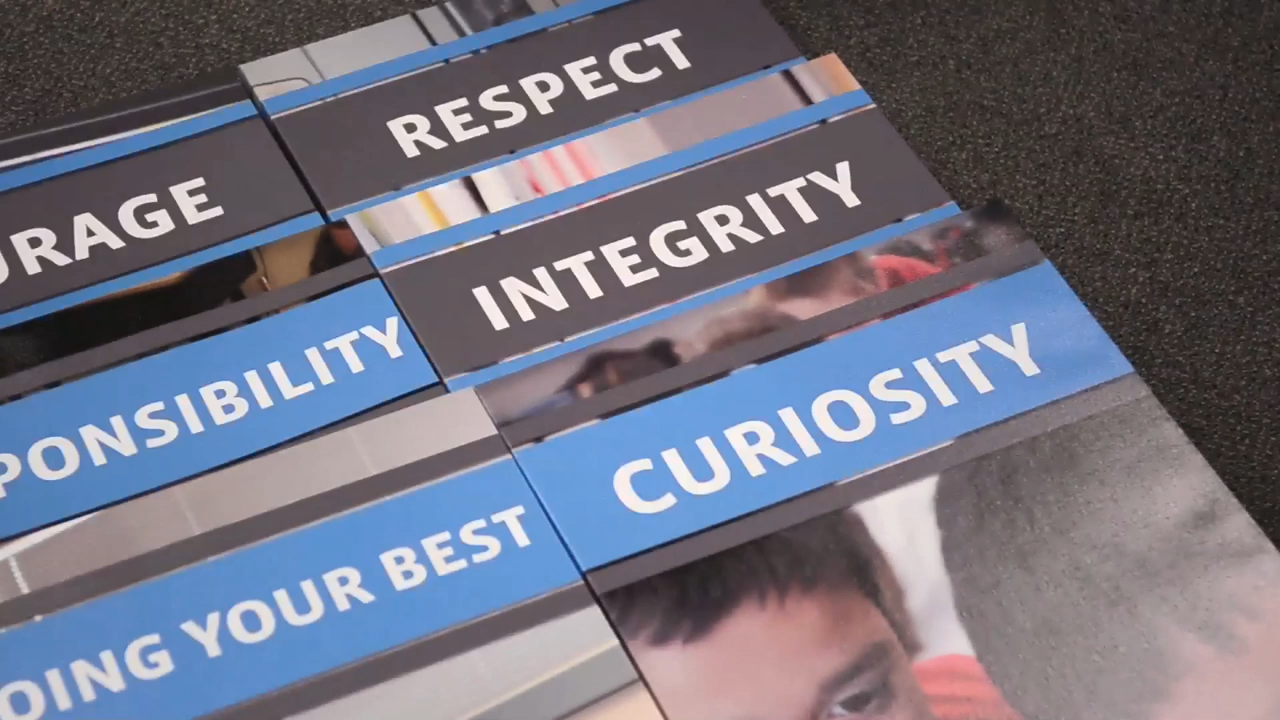 RESPECT
URAGE
INTEGRITY
PONSIBILITY
CURIOSITY
OING YOUR BEST